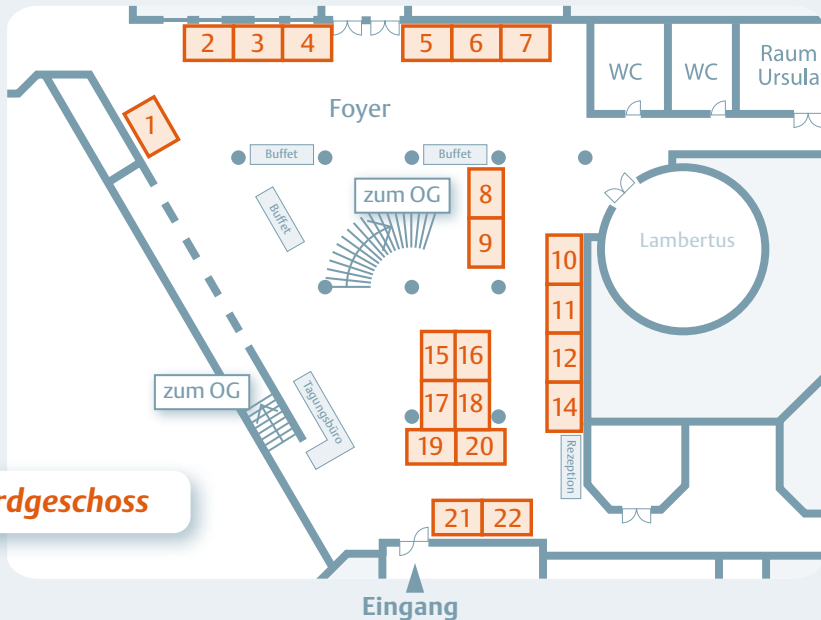 2 3 4 5 6 7
WC WC Raum
Ursula
1
Foyer
Buffet Buffet
zum OG
8
Buffet
9
Lambertus
10
11
15 16
12
17 18
14
zum OG
Tagungsbüro
19 20
Rezeption
rdgeschoss
21 22
Eingang